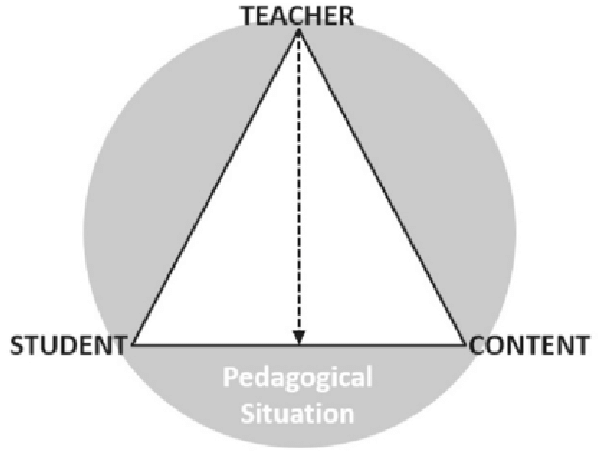 TEACHER
STUDENT
CONTENT
Pedagogical
Situation